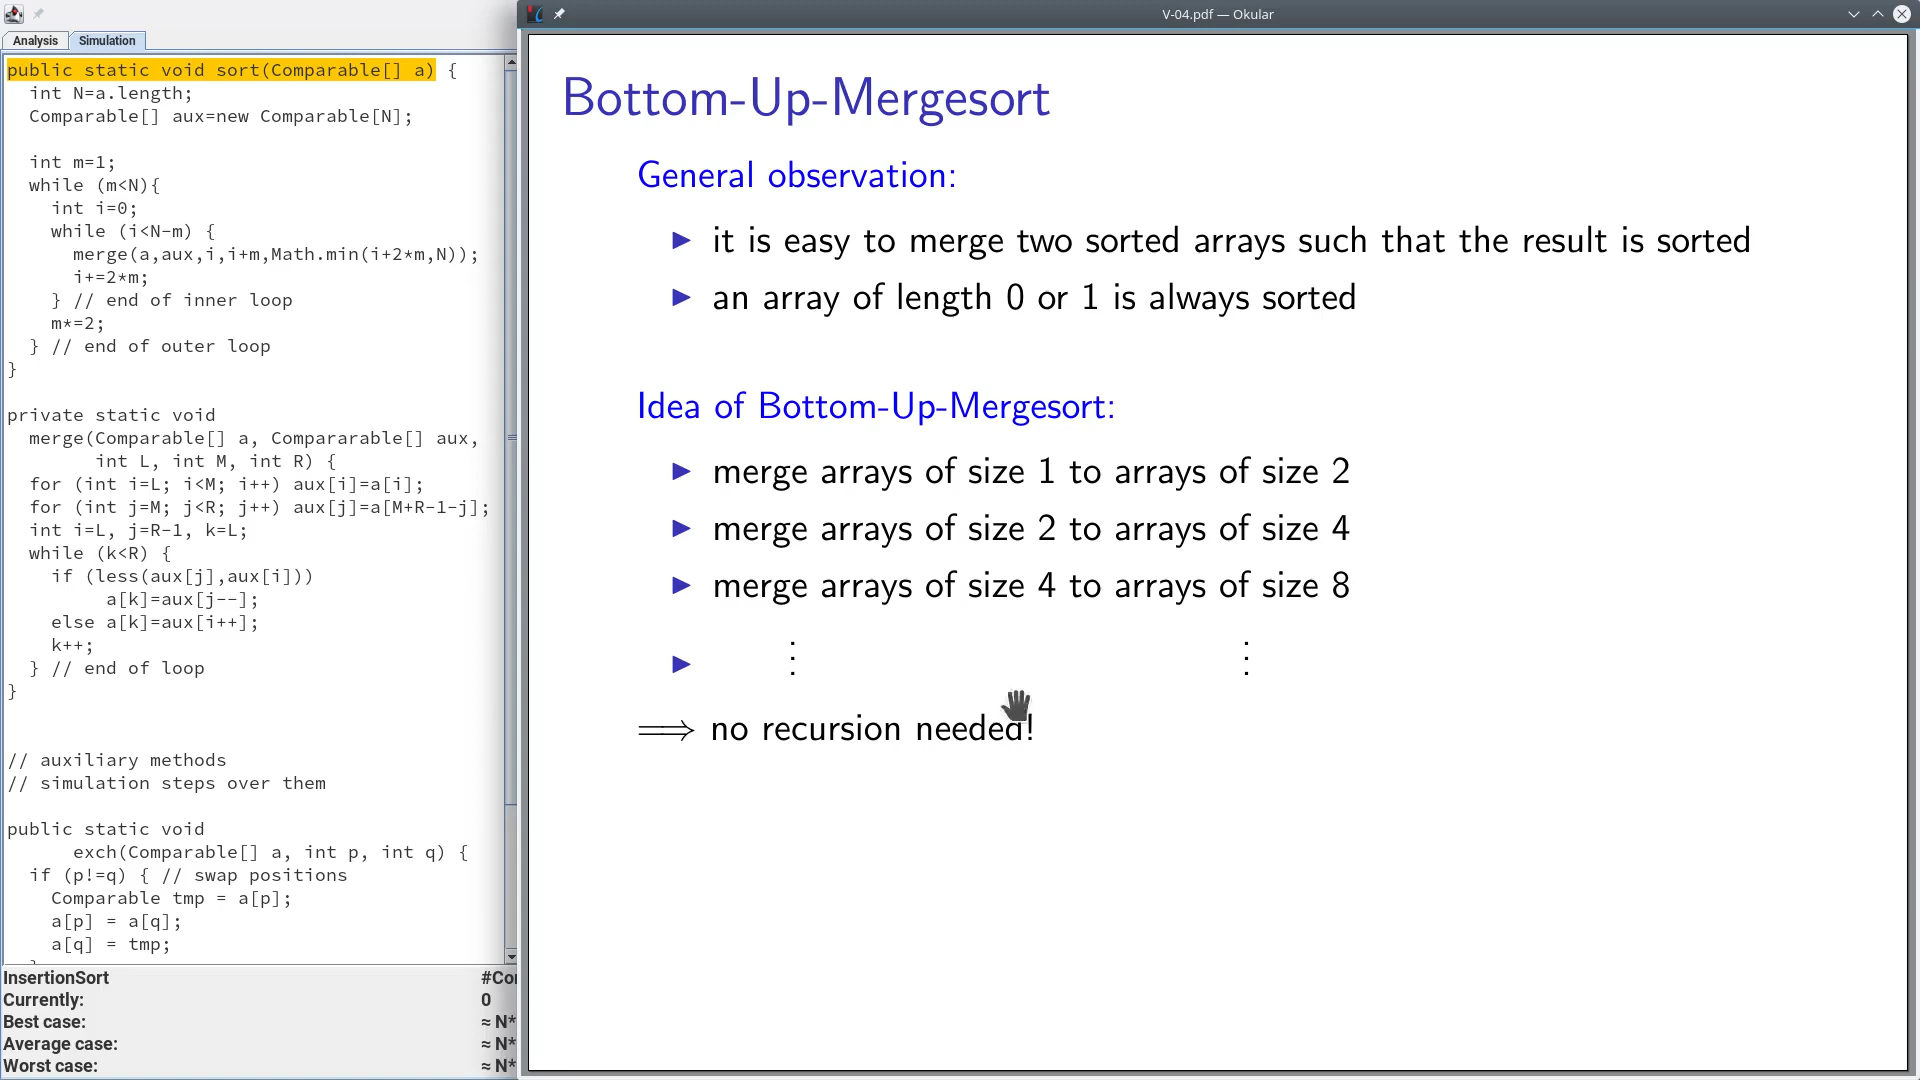 V-04.pdf — Okular
Analysis
Simulation
public static void sort(Comparable[] a) {
int N=a.length;
Comparable[] aux=new Comparable[N];
int m=1;
while (m<N){
int i=0;
while (i<N-m) {
merge(a,aux,i,i+m,Math.min(i+2*m,N));
i+=2*m;
} // end of inner loop
m*=2;
} // end of outer loop
}
private static void
merge(Comparable[] a, Compararable[] aux,
int L, int M, int R) {
for (int i=L; i<M; i++) aux[i]=a[i];
for (int j=M; j<R; j++) aux[j]=a[M+R-1-j];
int i=L, j=R-1, k=L;
while (k<R) {
if (less(aux[j],aux[i]))
a[k]=aux[j--];
else a[k]=aux[i++];
k++;
} // end of loop
}
// auxiliary methods
// simulation steps over them
public static void
exch(Comparable[] a, int p, int q) {
if (p!=q) { // swap positions
Comparable tmp = a[p];
a[p] = a[q];
a[q] = tmp;
InsertionSort #Co
Currently: 0
Best case: ≈ N*
Average case: ≈ N*
Worst case: ≈ N*
Bottom-Up-Mergesort
General observation:
▶ it is easy to merge two sorted arrays such that the result is sorted
▶ an array of length 0 or 1 is always sorted
Idea of Bottom-Up-Mergesort:
▶ merge arrays of size 1 to arrays of size 2
▶ merge arrays of size 2 to arrays of size 4
▶ merge arrays of size 4 to arrays of size 8
▶ ⋮ ⋮
⟹ no recursion needed!